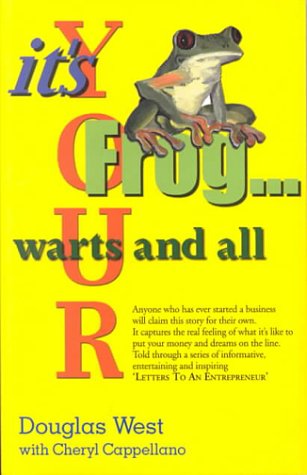 it's
YOUR
Frog...
warts and all
Anyone who has ever started a business
will claim this story for their own.
It captures the real feeling of what it's like to
put your money and dreams on the line.
Told through a series of informative,
entertaining and inspiring
'LETTERS TO AN ENTREPRENEUR'
Douglas West
with Cheryl Cappellano